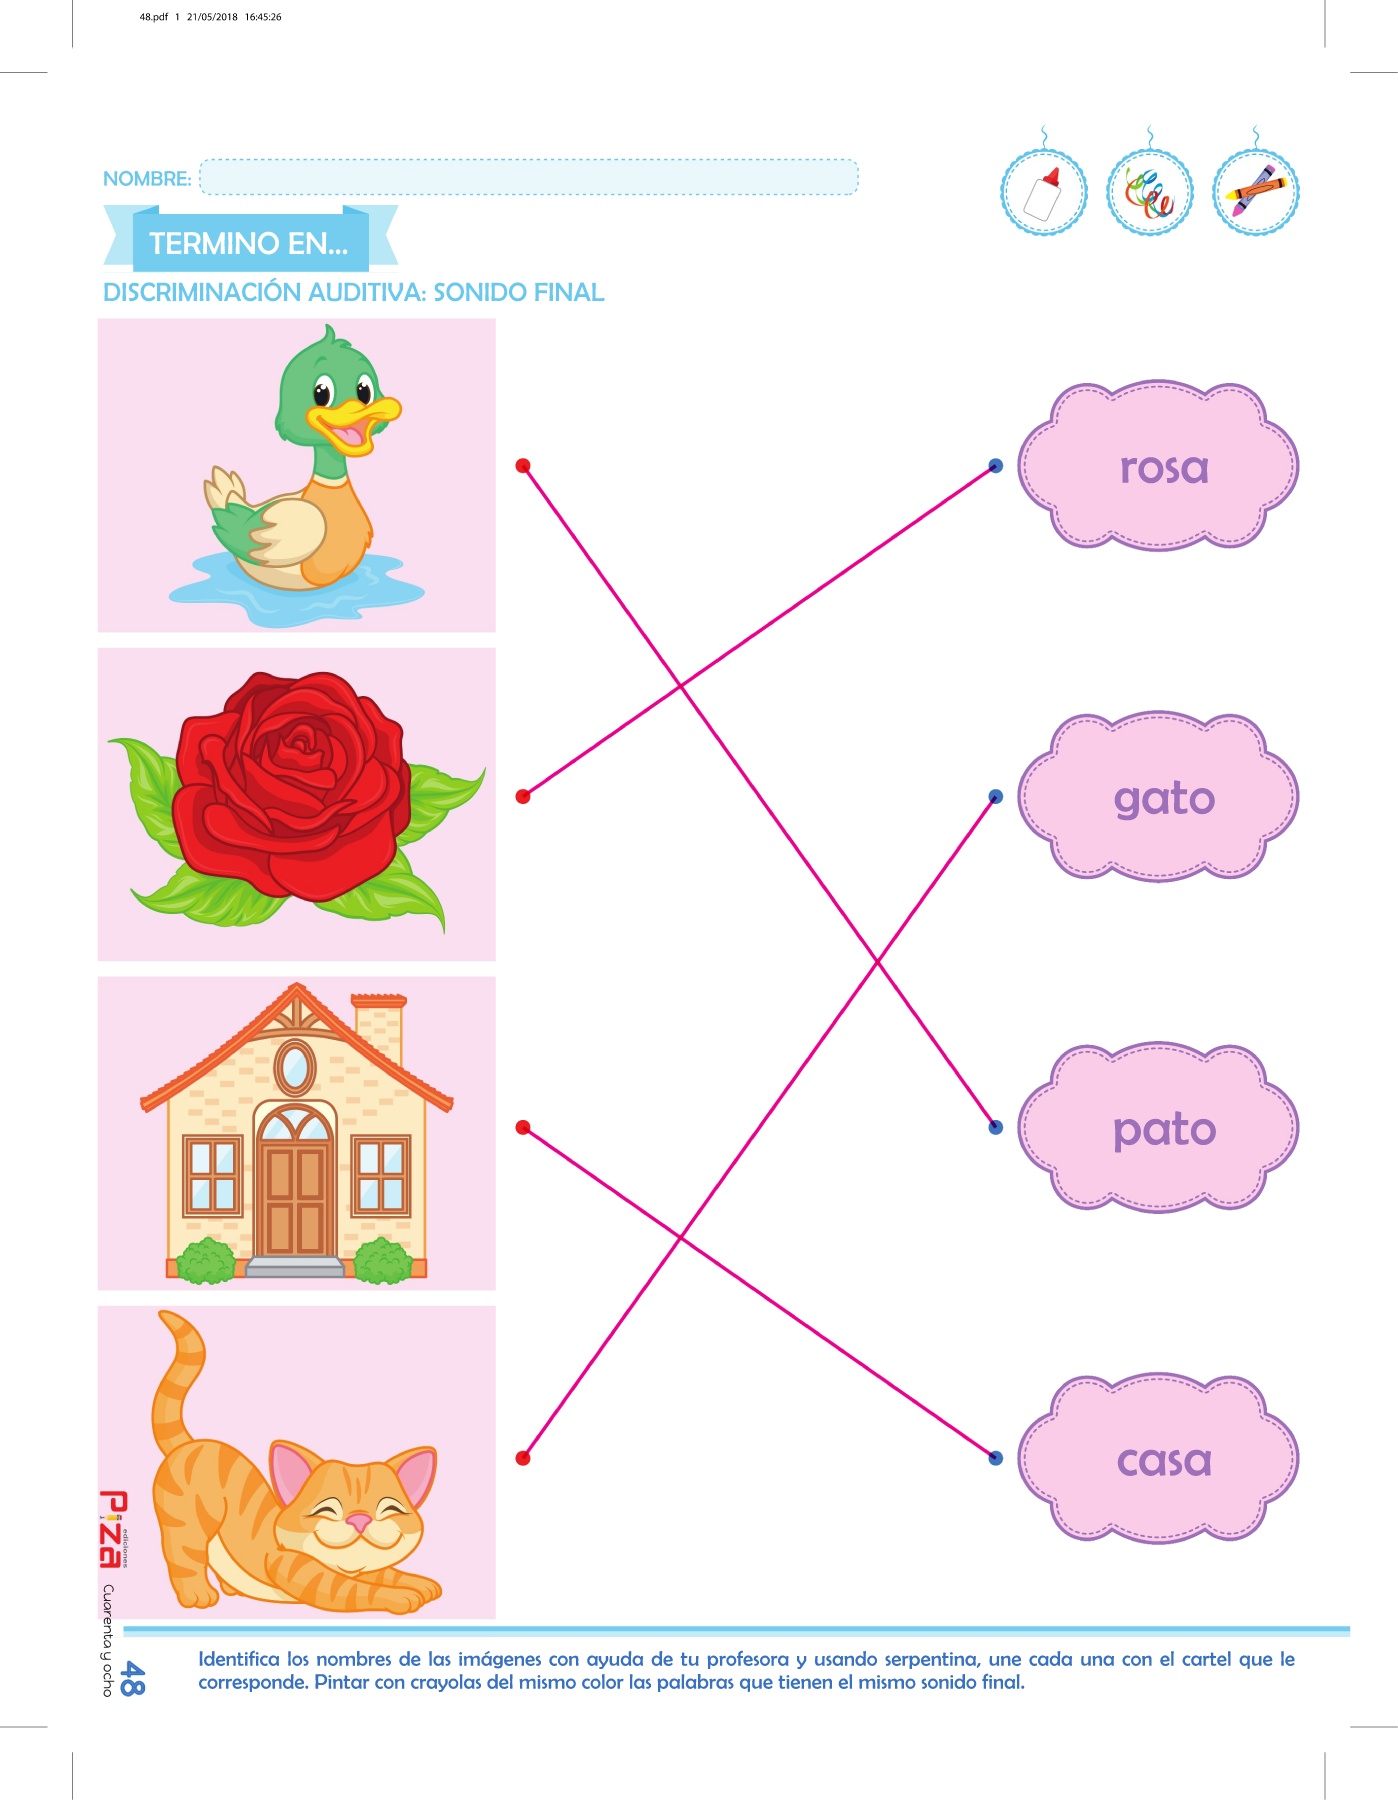 48.pdf 1 21/05/2018 16:45:26
NOMBRE:
TERMINO EN...
DISCRIMINACIÓN AUDITIVA: SONIDO FINAL
rosa
gato
pato
casa
Piza
ediciones
Cuarenta y ocho
48
Identifica los nombres de las imágenes con ayuda de tu profesora y usando serpentina, une cada una con el cartel que le
corresponde. Pintar con crayolas del mismo color las palabras que tienen el mismo sonido final.